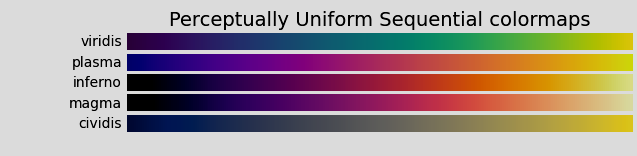 Perceptually Uniform Sequential colormaps
viridis
plasma
inferno
magma
cividis